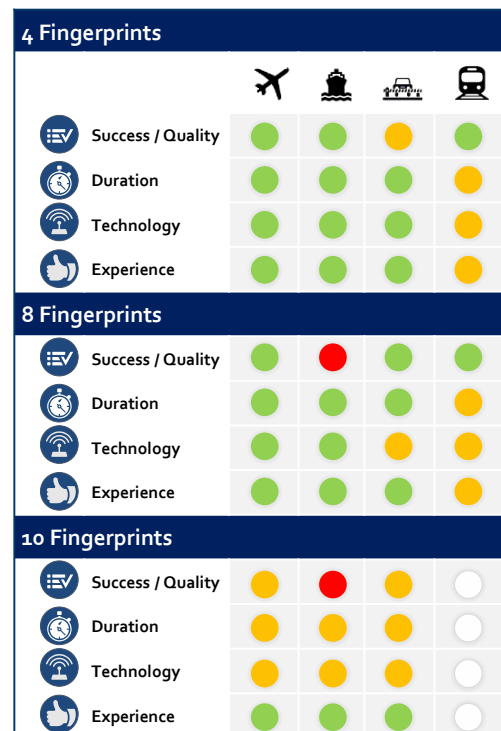 4 Fingerprints
Success / Quality
Duration
Technology
Experience
8 Fingerprints
Success / Quality
Duration
Technology
Experience
10 Fingerprints
Success / Quality
Duration
Technology
Experience